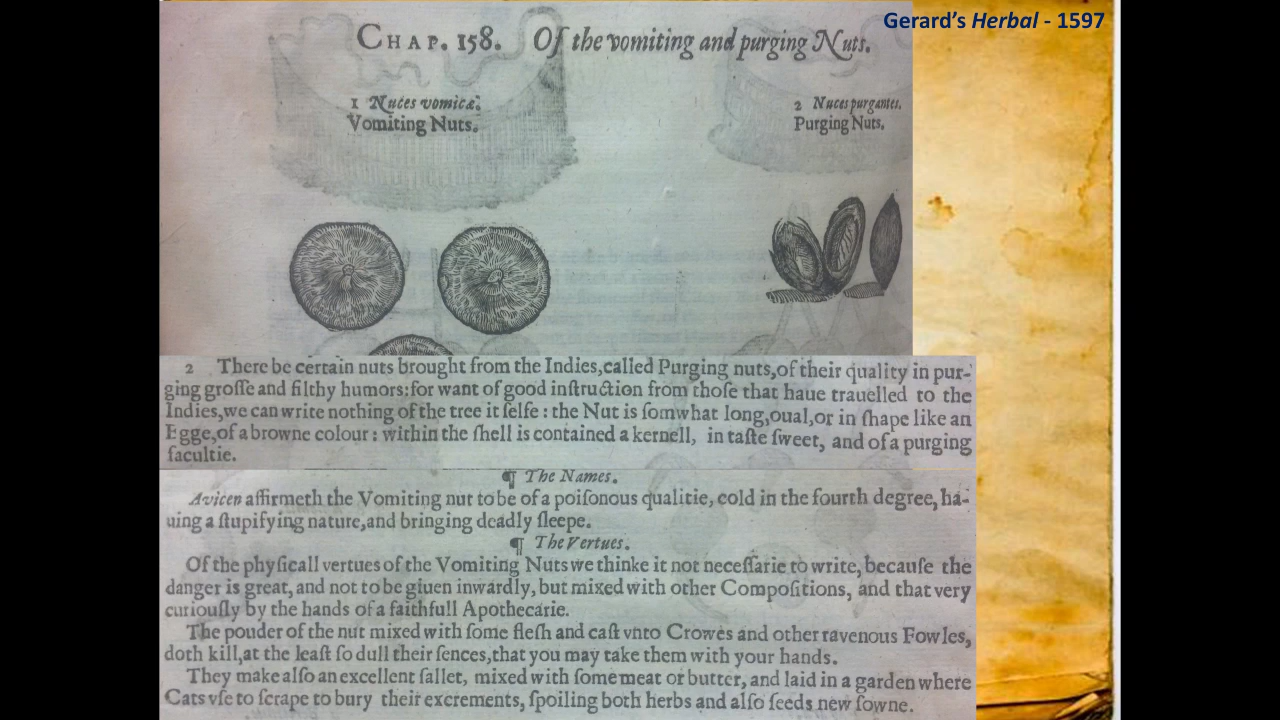 Gerard's Herbal - 1597
CHAP. 158. Of the vomiting and purging Nuts.
1 Nuces vomicæ.
Vomiting Nuts.
2 Nuces purgantes.
Purging Nuts.
2 There be certain nuts brought from the Indies,called Purging nuts,of their quality in pur-
ging groſſe and filthy humors:for want of good inſtruction from thoſe that haue trauelled to the
Indies,we can write nothing of the tree it ſelfe : the Nut is ſomwhat long,oual,or in ſhape like an
Egge,of a browne colour : within the ſhell is contained a kernell, in taſte ſweet, and of a purging
facultie.
¶ The Names.
Avicen affirmeth the Vomiting nut to be of a poiſonous qualitie, cold in the fourth degree, ha-
uing a ſtupifying nature,and bringing deadly ſleepe.
¶ The Vertues.
Of the phyſicall vertues of the Vomiting Nuts we thinke it not neceſſarie to write, becauſe the
danger is great, and not to be giuen inwardly, but mixed with other Compoſitions, and that very
curiouſly by the hands of a faithfull Apothecarie.
The pouder of the nut mixed with ſome fleſh and caſt vnto Crowes and other ravenous Fowles,
doth kill,at the leaſt ſo dull their ſences,that you may take them with your hands.
They make alſo an excellent ſallet, mixed with ſome meat or butter, and laid in a garden where
Cats vſe to ſcrape to bury their excrements, ſpoiling both herbs and alſo ſeeds new ſowne.